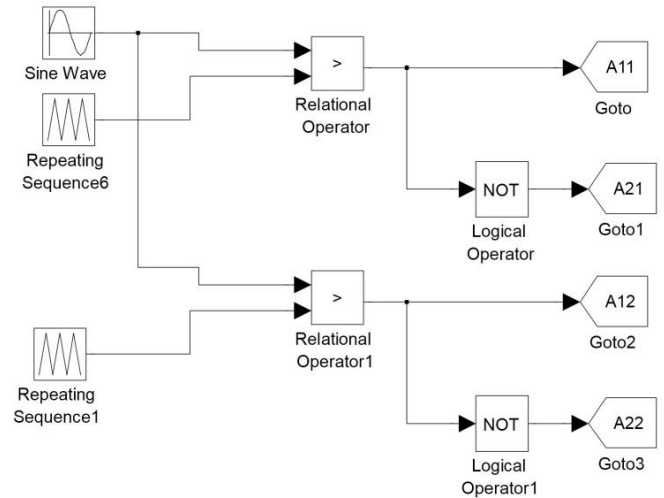 Sine Wave
>
A11
Relational
Operator
Goto
Repeating
Sequence6
NOT
A21
Logical
Operator
Goto1
>
A12
Relational
Operator1
Goto2
Repeating
Sequence1
NOT
A22
Logical
Operator1
Goto3